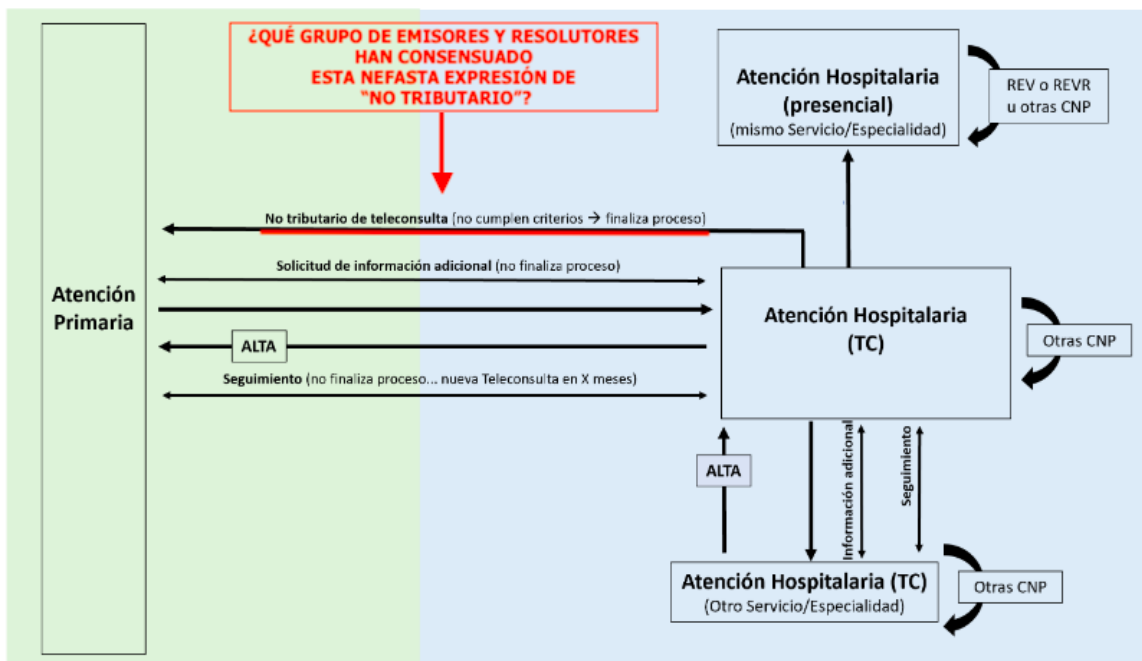 ¿QUÉ GRUPO DE EMISORES Y RESOLUTORES
HAN CONSENSUADO
ESTA NEFASTA EXPRESIÓN DE
“NO TRIBUTARIO”?
Atención Hospitalaria
(presencial)
(mismo Servicio/Especialidad)
REV o REVR
u otras CNP
No tributario de teleconsulta (no cumplen criterios → finaliza proceso)
Solicitud de información adicional (no finaliza proceso)
Atención
Primaria
Atención Hospitalaria
(TC)
Otras CNP
ALTA
Seguimiento (no finaliza proceso... nueva Teleconsulta en X meses)
ALTA
Información adicional
Seguimiento
Atención Hospitalaria (TC)
(Otro Servicio/Especialidad)
Otras CNP